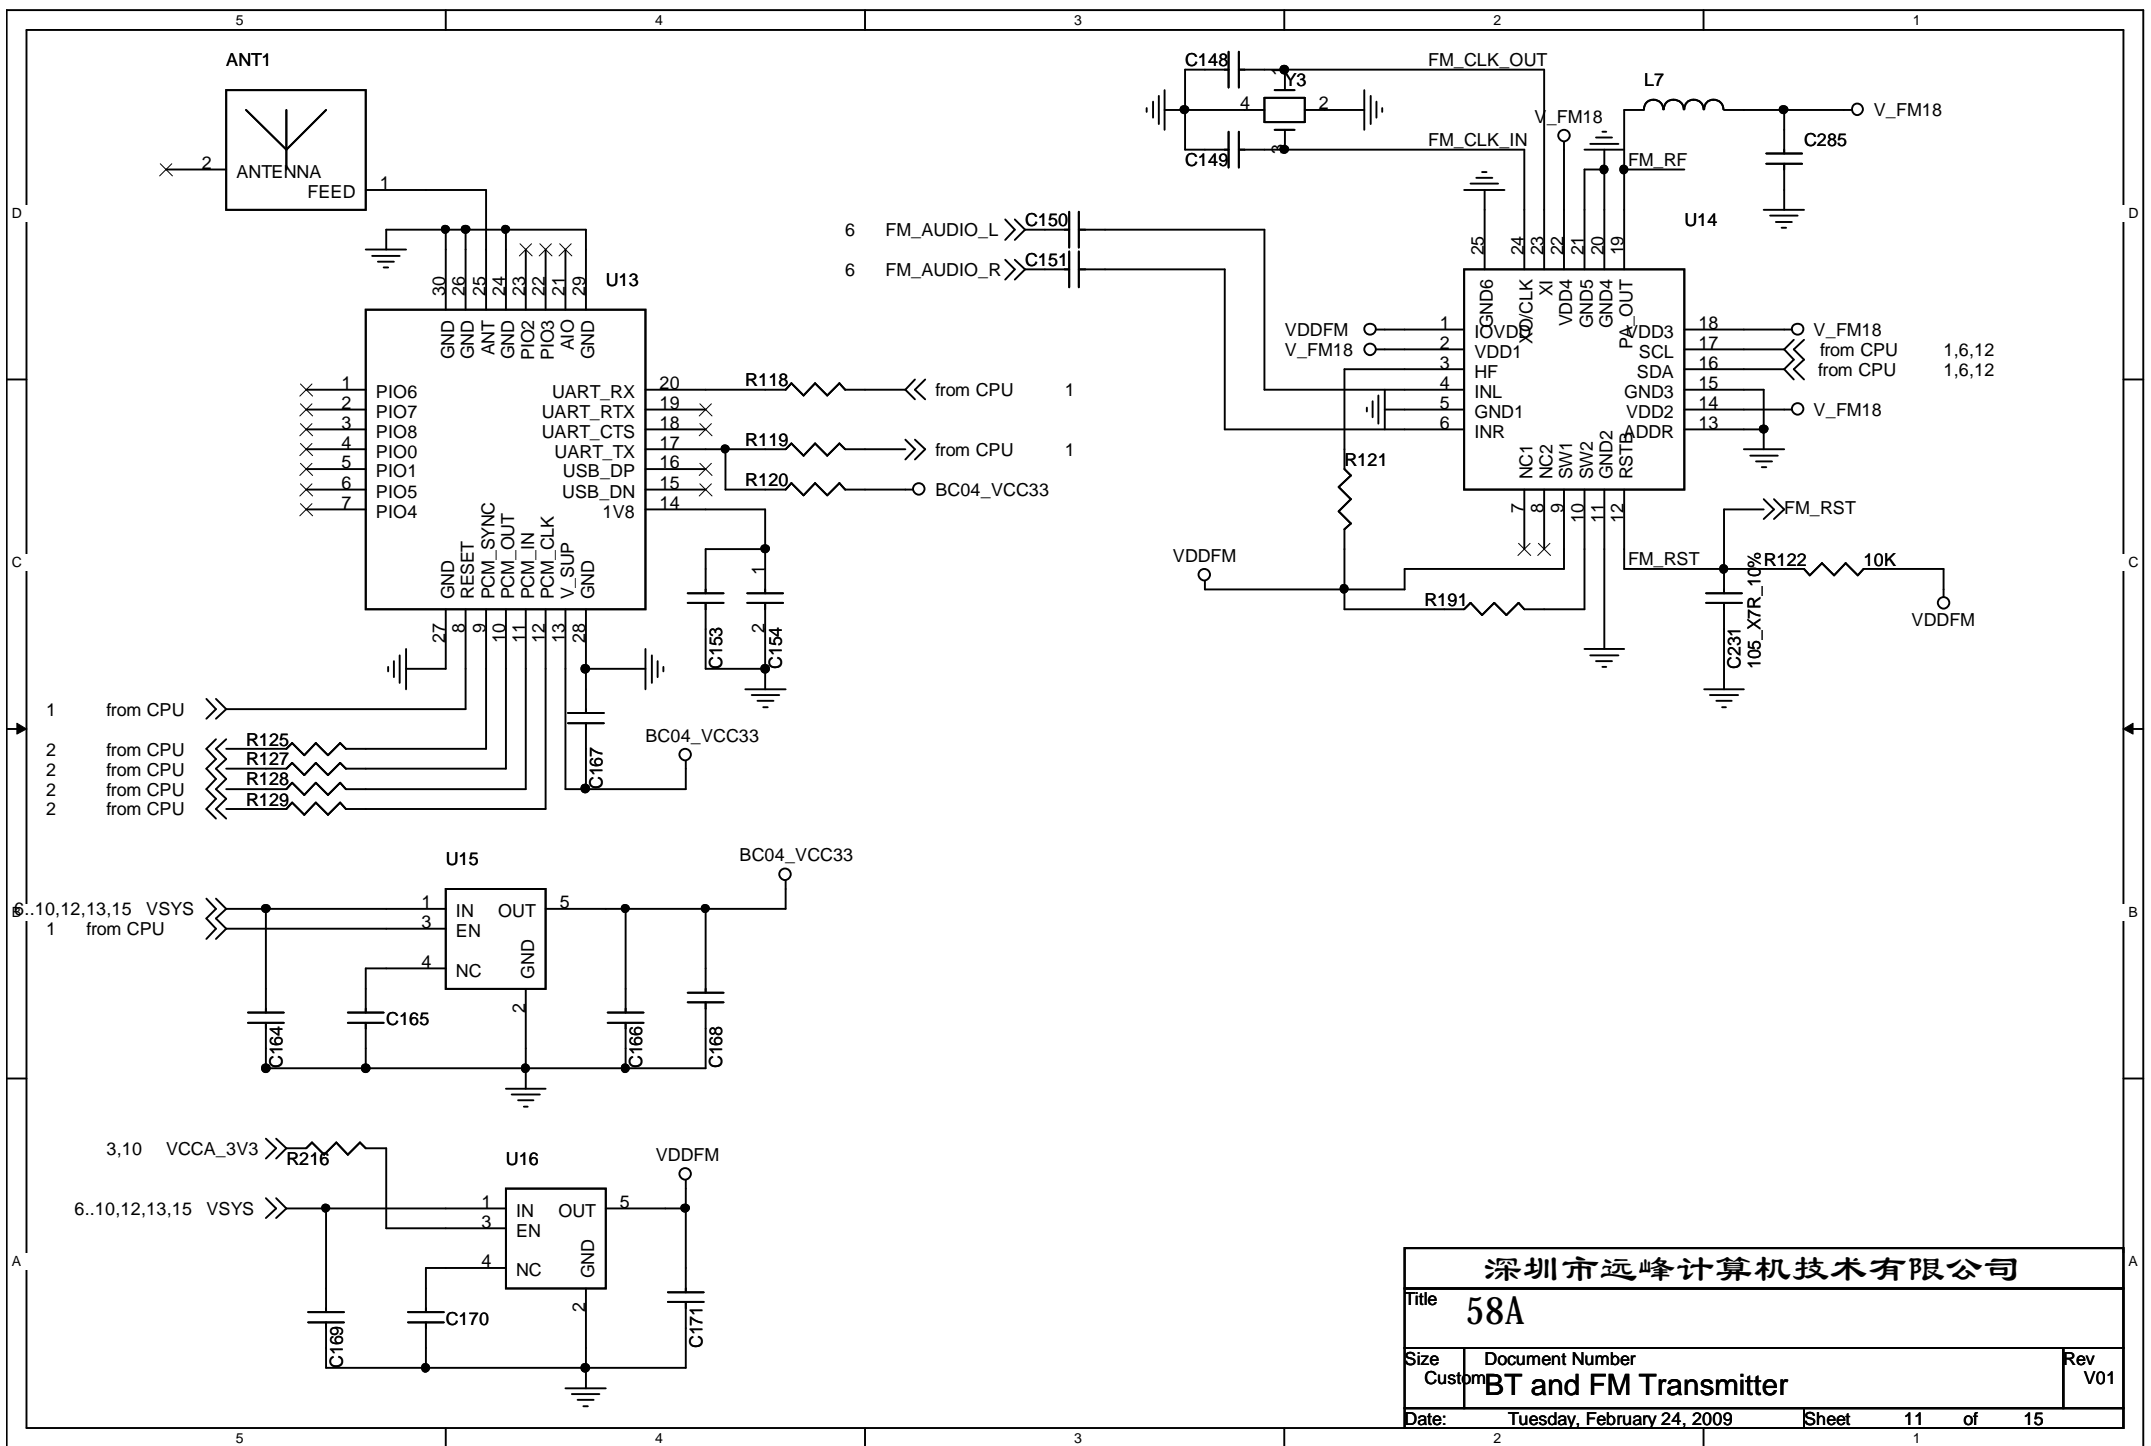 5 4 3 2 1
D
C
B
A
D
C
B
A
ANT1
2
ANTENNA
FEED
1
U13
30 26 25 24 23 22 21 29
GND GND ANT GND PIO2 PIO3 AIO GND
1 PIO6
2 PIO7
3 PIO8
4 PIO0
5 PIO1
6 PIO5
7 PIO4
UART_RX 20 R118 from CPU 1
UART_RTX 19
UART_CTS 18
UART_TX 17 R119 from CPU 1
USB_DP 16
USB_DN 15 R120 BC04_VCC33
1V8 14
GND RESET PCM_SYNC PCM_OUT PCM_IN PCM_CLK V_SUP GND
27 8 9 10 11 12 13 28
C153
1
2
C154
1 from CPU
2 from CPU R125
2 from CPU R127
2 from CPU R128
2 from CPU R129
C167
BC04_VCC33
U15
BC04_VCC33
6..10,12,13,15 VSYS
1 from CPU
1 IN OUT 5
3 EN
4 NC GND
2
C164
C165
C166
C168
3,10 VCCA_3V3 R216
U16
VDDFM
6..10,12,13,15 VSYS
1 IN OUT 5
3 EN
4 NC GND
2
C169
C170
C171
C148
1
Y3
4 2
3
C149
FM_CLK_OUT
FM_CLK_IN
V_FM18
FM_RF
L7
V_FM18
C285
6 FM_AUDIO_L C150
6 FM_AUDIO_R C151
U14
25 24 23 22 21 20 19
GND6 XO/CLK XI VDD4 GND5 GND4 PA_OUT
VDDFM 1 IOVDD
V_FM18 2 VDD1
3 HF
4 INL
5 GND1
6 INR
VDD3 18 V_FM18
SCL 17 from CPU 1,6,12
SDA 16 from CPU 1,6,12
GND3 15
VDD2 14 V_FM18
ADDR 13
NC1 NC2 SW1 SW2 GND2 RSTB
7 8 9 10 11 12
R121
VDDFM
R191
FM_RST
FM_RST
R122 10K
VDDFM
C231
105_X7R_10%
深圳市远峰计算机技术有限公司
Title
58A
Size
Custom
Document Number
BT and FM Transmitter
Rev
V01
Date: Tuesday, February 24, 2009 Sheet 11 of 15
5 4 3 2 1